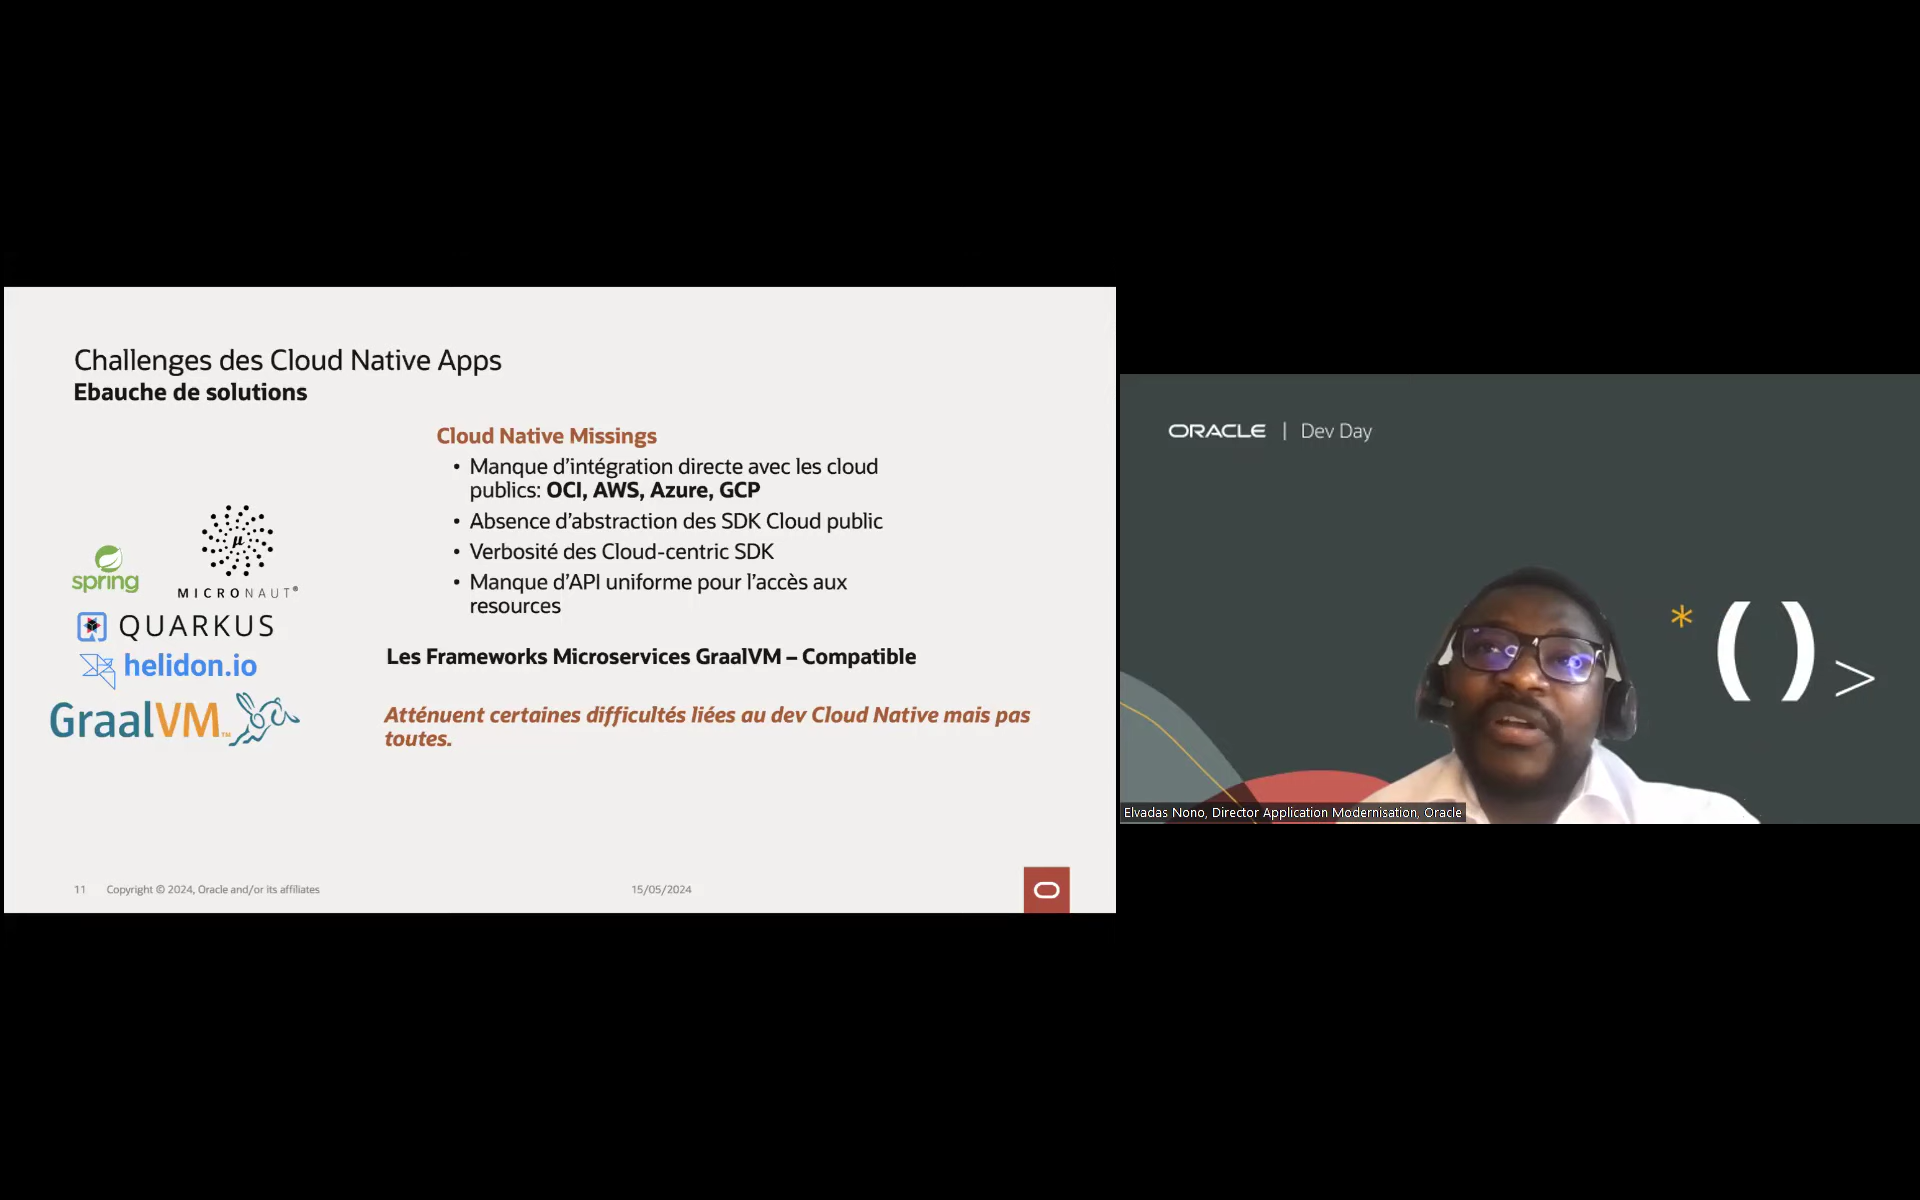 Challenges des Cloud Native Apps
Ebauche de solutions
Cloud Native Missings
• Manque d'intégration directe avec les cloud
publics: OCI, AWS, Azure, GCP
• Absence d'abstraction des SDK Cloud public
• Verbosité des Cloud-centric SDK
• Manque d'API uniforme pour l'accès aux
resources
spring
µ
MICRONAUT®
QUARKUS
helidon.io
GraalVM™
Les Frameworks Microservices GraalVM – Compatible
Atténuent certaines difficultés liées au dev Cloud Native mais pas
toutes.
11 Copyright © 2024, Oracle and/or its affiliates 15/05/2024
ORACLE | Dev Day
* ( ) >
Elvadas Nono, Director Application Modernisation, Oracle